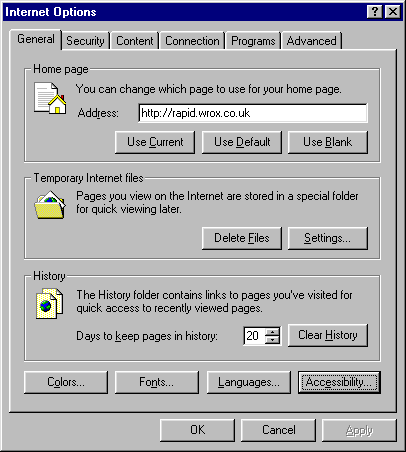 Internet Options
General Security Content Connection Programs Advanced
Home page
You can change which page to use for your home page.
Address: http://rapid.wrox.co.uk
Use Current Use Default Use Blank
Temporary Internet files
Pages you view on the Internet are stored in a special folder
for quick viewing later.
Delete Files Settings...
History
The History folder contains links to pages you've visited for
quick access to recently viewed pages.
Days to keep pages in history: 20 Clear History
Colors... Fonts... Languages... Accessibility...
OK Cancel Apply